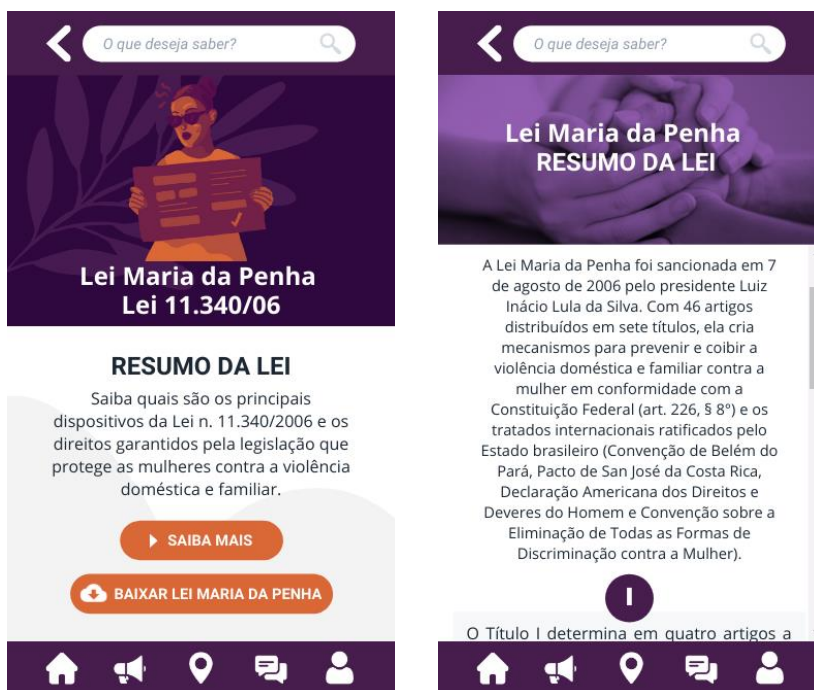 O que deseja saber?
Lei Maria da Penha
Lei 11.340/06
RESUMO DA LEI
Saiba quais são os principais
dispositivos da Lei n. 11.340/2006 e os
direitos garantidos pela legislação que
protege as mulheres contra a violência
doméstica e familiar.
SAIBA MAIS
BAIXAR LEI MARIA DA PENHA
O que deseja saber?
Lei Maria da Penha
RESUMO DA LEI
A Lei Maria da Penha foi sancionada em 7
de agosto de 2006 pelo presidente Luiz
Inácio Lula da Silva. Com 46 artigos
distribuídos em sete títulos, ela cria
mecanismos para prevenir e coibir a
violência doméstica e familiar contra a
mulher em conformidade com a
Constituição Federal (art. 226, § 8°) e os
tratados internacionais ratificados pelo
Estado brasileiro (Convenção de Belém do
Pará, Pacto de San José da Costa Rica,
Declaração Americana dos Direitos e
Deveres do Homem e Convenção sobre a
Eliminação de Todas as Formas de
Discriminação contra a Mulher).
I
O Título I determina em quatro artigos a